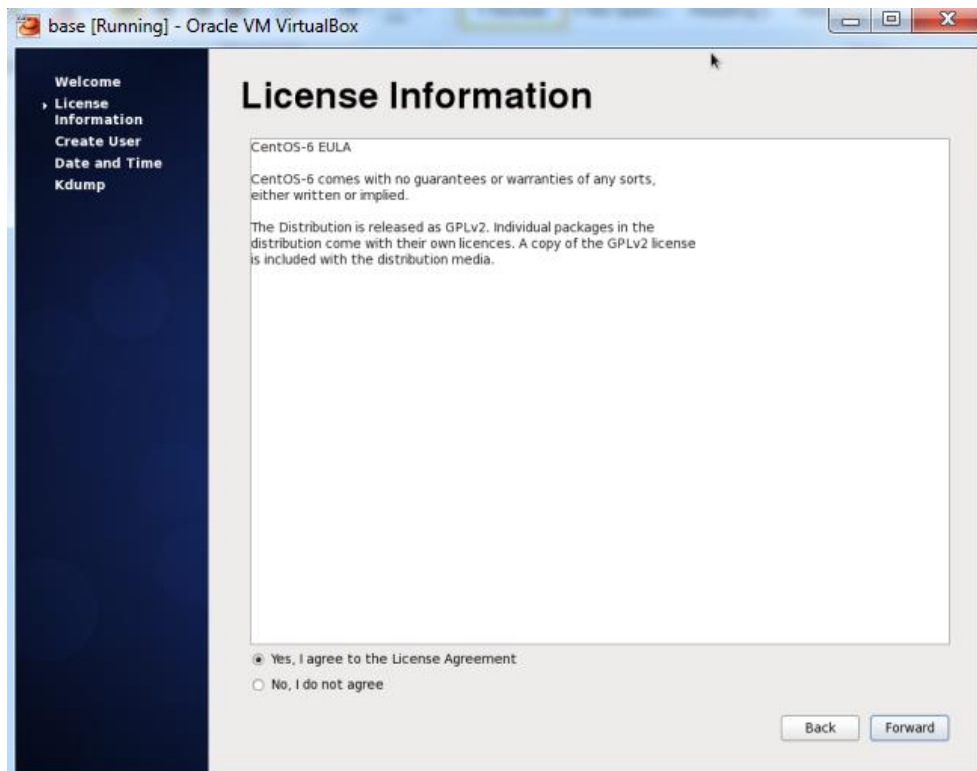 base [Running] - Oracle VM VirtualBox
Welcome
License
Information
Create User
Date and Time
Kdump
License Information
CentOS-6 EULA
CentOS-6 comes with no guarantees or warranties of any sorts,
either written or implied.
The Distribution is released as GPLv2. Individual packages in the
distribution come with their own licences. A copy of the GPLv2 license
is included with the distribution media.
Yes, I agree to the License Agreement
No, I do not agree
Back
Forward